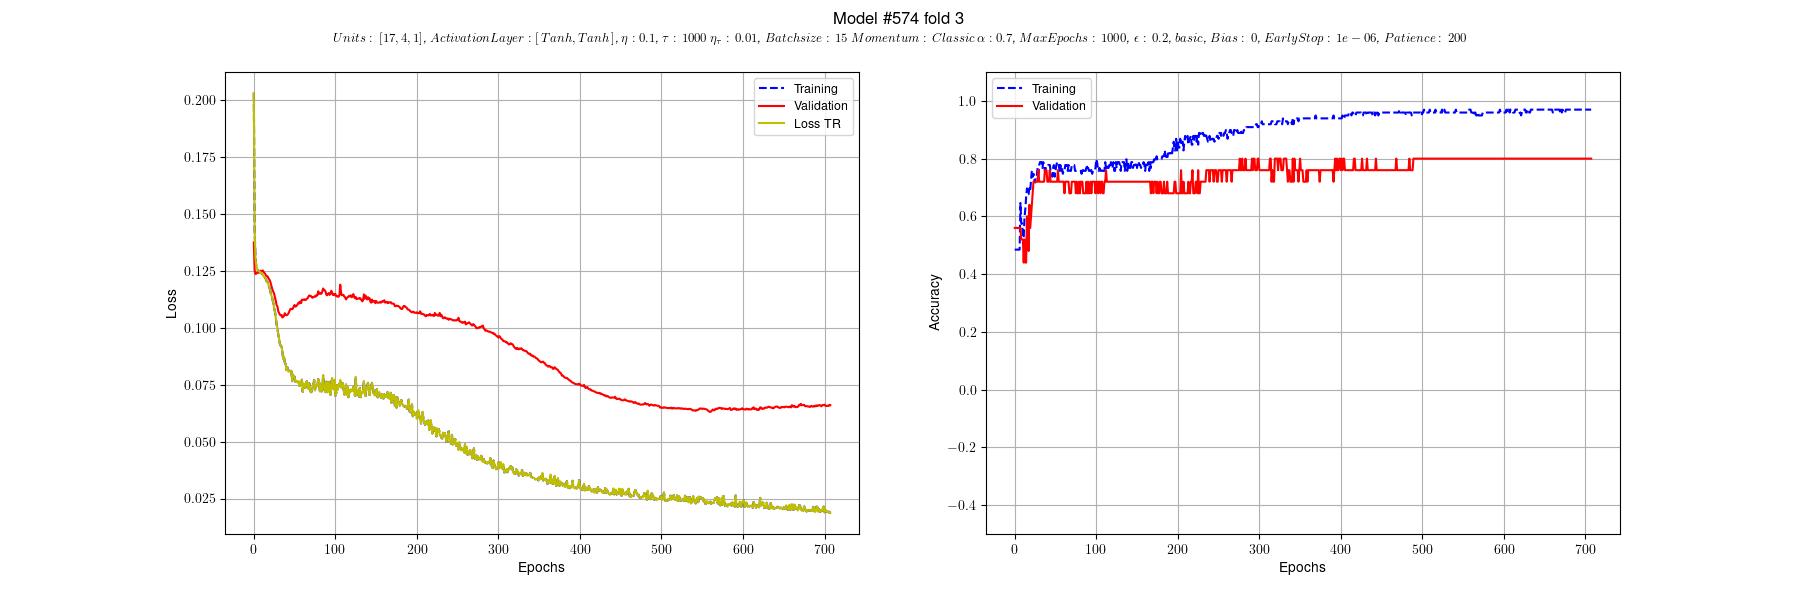 Model #574 fold 3
Units : [17, 4, 1], ActivationLayer : [Tanh, Tanh], η : 0.1, τ : 1000 η_τ : 0.01, Batchsize : 15 Momentum : Classic α : 0.7, MaxEpochs : 1000, ϵ : 0.2, basic, Bias : 0, EarlyStop : 1e − 06, Patience : 200
Training
Validation
Loss TR
0.200
0.175
0.150
0.125
0.100
0.075
0.050
0.025
Loss
0 100 200 300 400 500 600 700
Epochs
Training
Validation
1.0
0.8
0.6
0.4
0.2
0.0
−0.2
−0.4
Accuracy
0 100 200 300 400 500 600 700
Epochs